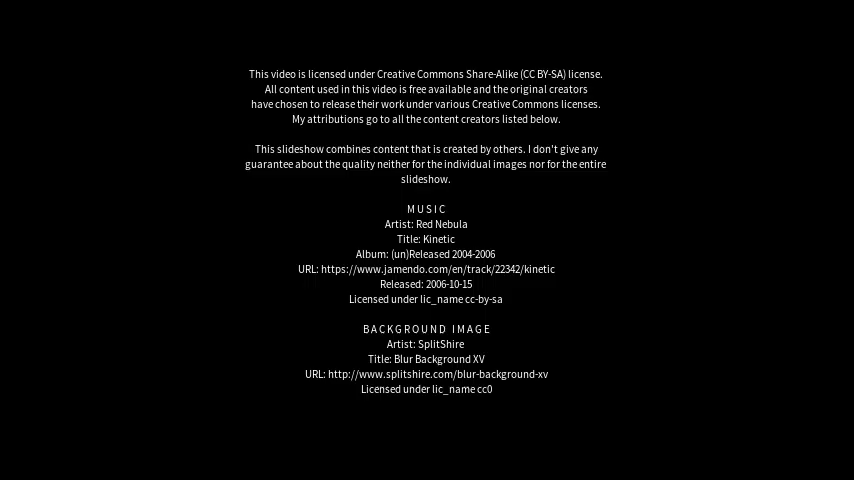 This video is licensed under Creative Commons Share-Alike (CC BY-SA) license.
All content used in this video is free available and the original creators
have chosen to release their work under various Creative Commons licenses.
My attributions go to all the content creators listed below.
This slideshow combines content that is created by others. I don't give any
guarantee about the quality neither for the individual images nor for the entire
slideshow.
MUSIC
Artist: Red Nebula
Title: Kinetic
Album: (un)Released 2004-2006
URL: https://www.jamendo.com/en/track/22342/kinetic
Released: 2006-10-15
Licensed under lic_name cc-by-sa
BACKGROUND IMAGE
Artist: SplitShire
Title: Blur Background XV
URL: http://www.splitshire.com/blur-background-xv
Licensed under lic_name cc0